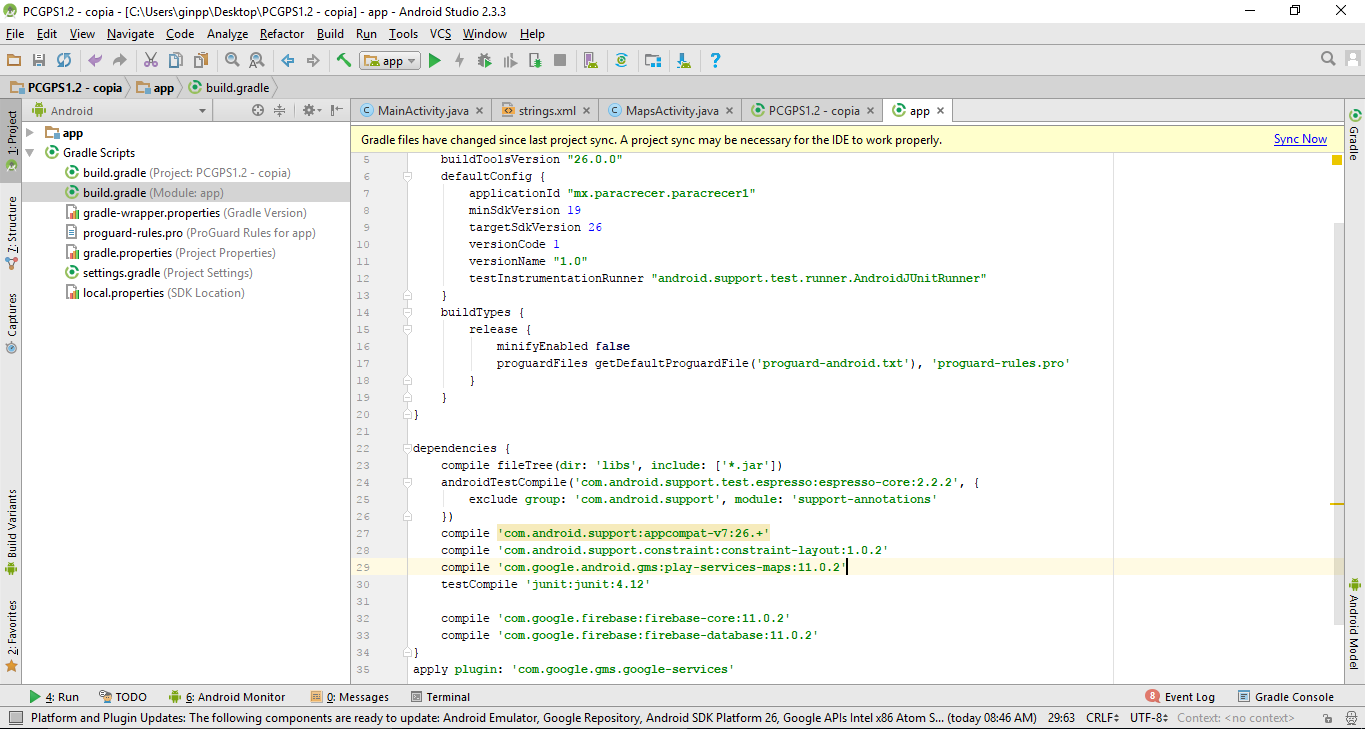 PCGPS1.2 - copia - [C:\Users\ginpp\Desktop\PCGPS1.2 - copia] - app - Android Studio 2.3.3
File Edit View Navigate Code Analyze Refactor Build Run Tools VCS Window Help
app
PCGPS1.2 - copia app build.gradle
Android
MainActivity.java strings.xml MapsActivity.java PCGPS1.2 - copia app
1: Project
7: Structure
Captures
Build Variants
2: Favorites
app
Gradle Scripts
build.gradle (Project: PCGPS1.2 - copia)
build.gradle (Module: app)
gradle-wrapper.properties (Gradle Version)
proguard-rules.pro (ProGuard Rules for app)
gradle.properties (Project Properties)
settings.gradle (Project Settings)
local.properties (SDK Location)
Gradle files have changed since last project sync. A project sync may be necessary for the IDE to work properly. Sync Now
5 buildToolsVersion "26.0.0"
6 defaultConfig {
7 applicationId "mx.paracrecer.paracrecer1"
8 minSdkVersion 19
9 targetSdkVersion 26
10 versionCode 1
11 versionName "1.0"
12 testInstrumentationRunner "android.support.test.runner.AndroidJUnitRunner"
13 }
14 buildTypes {
15 release {
16 minifyEnabled false
17 proguardFiles getDefaultProguardFile('proguard-android.txt'), 'proguard-rules.pro'
18 }
19 }
20 }
21
22 dependencies {
23 compile fileTree(dir: 'libs', include: ['*.jar'])
24 androidTestCompile('com.android.support.test.espresso:espresso-core:2.2.2', {
25 exclude group: 'com.android.support', module: 'support-annotations'
26 })
27 compile 'com.android.support:appcompat-v7:26.+'
28 compile 'com.android.support.constraint:constraint-layout:1.0.2'
29 compile 'com.google.android.gms:play-services-maps:11.0.2'
30 testCompile 'junit:junit:4.12'
31
32 compile 'com.google.firebase:firebase-core:11.0.2'
33 compile 'com.google.firebase:firebase-database:11.0.2'
34 }
35 apply plugin: 'com.google.gms.google-services'
Gradle
Android Model
4: Run TODO 6: Android Monitor 0: Messages Terminal 8 Event Log Gradle Console
Platform and Plugin Updates: The following components are ready to update: Android Emulator, Google Repository, Android SDK Platform 26, Google APIs Intel x86 Atom S... (today 08:46 AM) 29:63 CRLF UTF-8 Context: <no context>